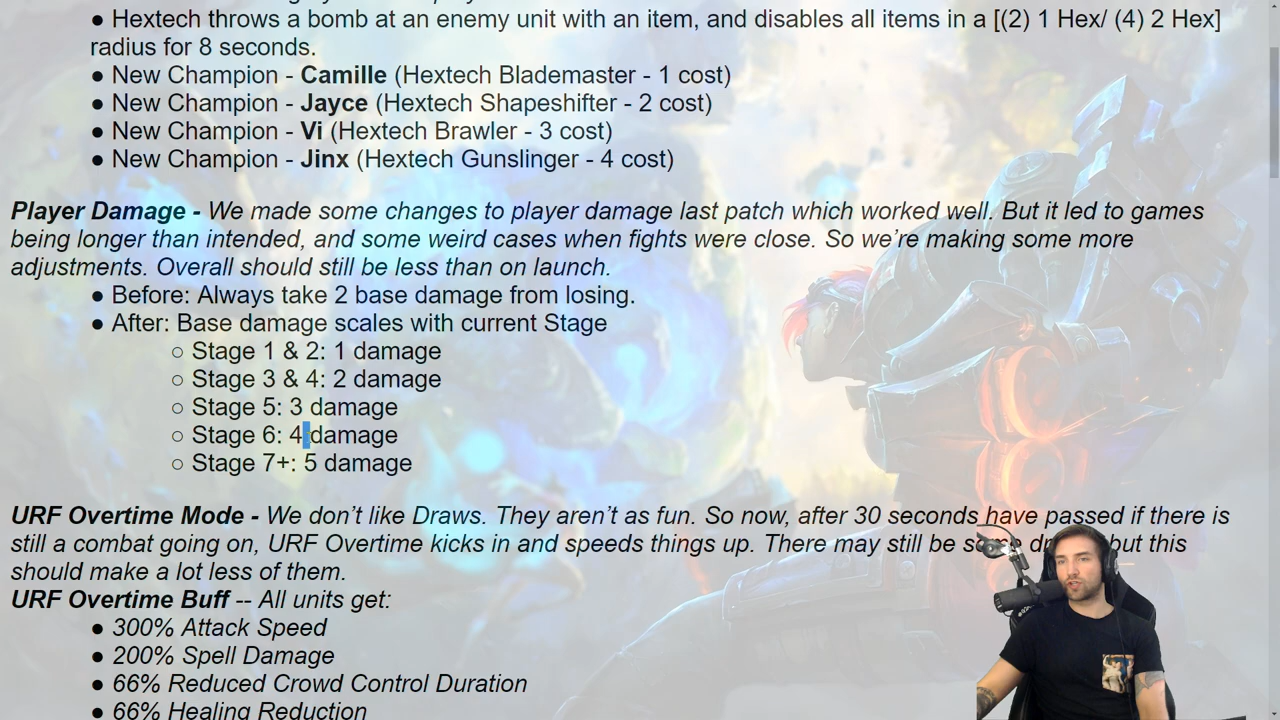 ● Hextech throws a bomb at an enemy unit with an item, and disables all items in a [(2) 1 Hex/ (4) 2 Hex]
radius for 8 seconds.
● New Champion - Camille (Hextech Blademaster - 1 cost)
● New Champion - Jayce (Hextech Shapeshifter - 2 cost)
● New Champion - Vi (Hextech Brawler - 3 cost)
● New Champion - Jinx (Hextech Gunslinger - 4 cost)
Player Damage - We made some changes to player damage last patch which worked well. But it led to games
being longer than intended, and some weird cases when fights were close. So we’re making some more
adjustments. Overall should still be less than on launch.
● Before: Always take 2 base damage from losing.
● After: Base damage scales with current Stage
○ Stage 1 & 2: 1 damage
○ Stage 3 & 4: 2 damage
○ Stage 5: 3 damage
○ Stage 6: 4 damage
○ Stage 7+: 5 damage
URF Overtime Mode - We don’t like Draws. They aren’t as fun. So now, after 30 seconds have passed if there is
still a combat going on, URF Overtime kicks in and speeds things up. There may still be some but this
should make a lot less of them.
URF Overtime Buff -- All units get:
● 300% Attack Speed
● 200% Spell Damage
● 66% Reduced Crowd Control Duration
● 66% Healing Reduction